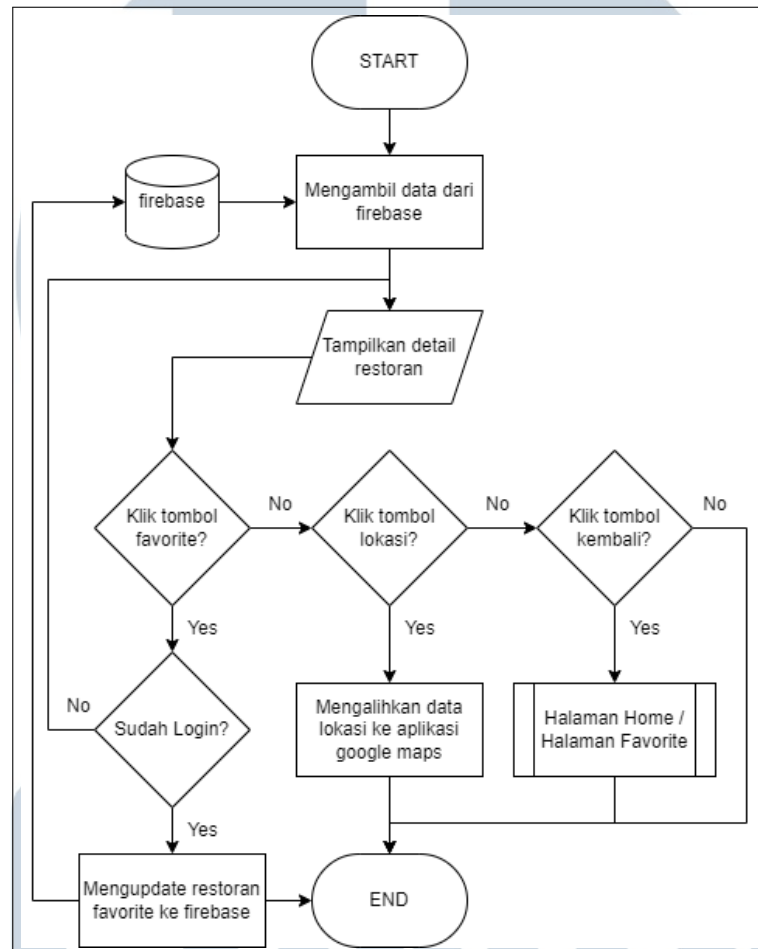 START
firebase
Mengambil data dari
firebase
Tampilkan detail
restoran
Klik tombol
favorite?
No
Klik tombol
lokasi?
No
Klik tombol
kembali?
No
Yes
Yes
Yes
No
Sudah Login?
Mengalihkan data
lokasi ke aplikasi
google maps
Halaman Home /
Halaman Favorite
Yes
Mengupdate restoran
favorite ke firebase
END